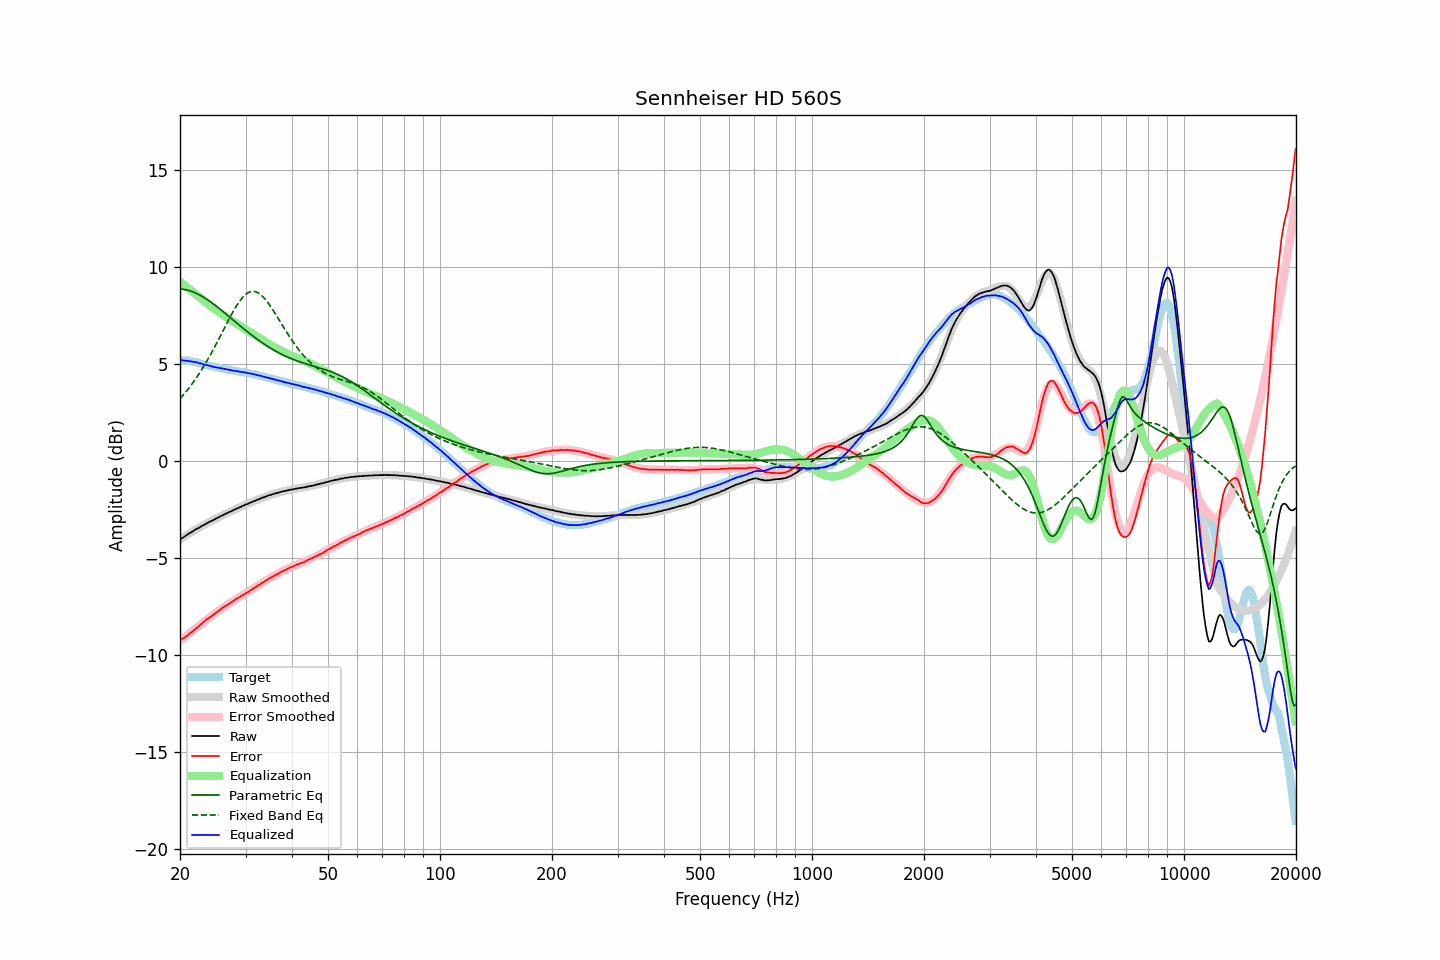 Sennheiser HD 560S
Amplitude (dBr)
15
10
5
0
−5
−10
−15
−20
Target
Raw Smoothed
Error Smoothed
Raw
Error
Equalization
Parametric Eq
Fixed Band Eq
Equalized
20 50 100 200 500 1000 2000 5000 10000 20000
Frequency (Hz)